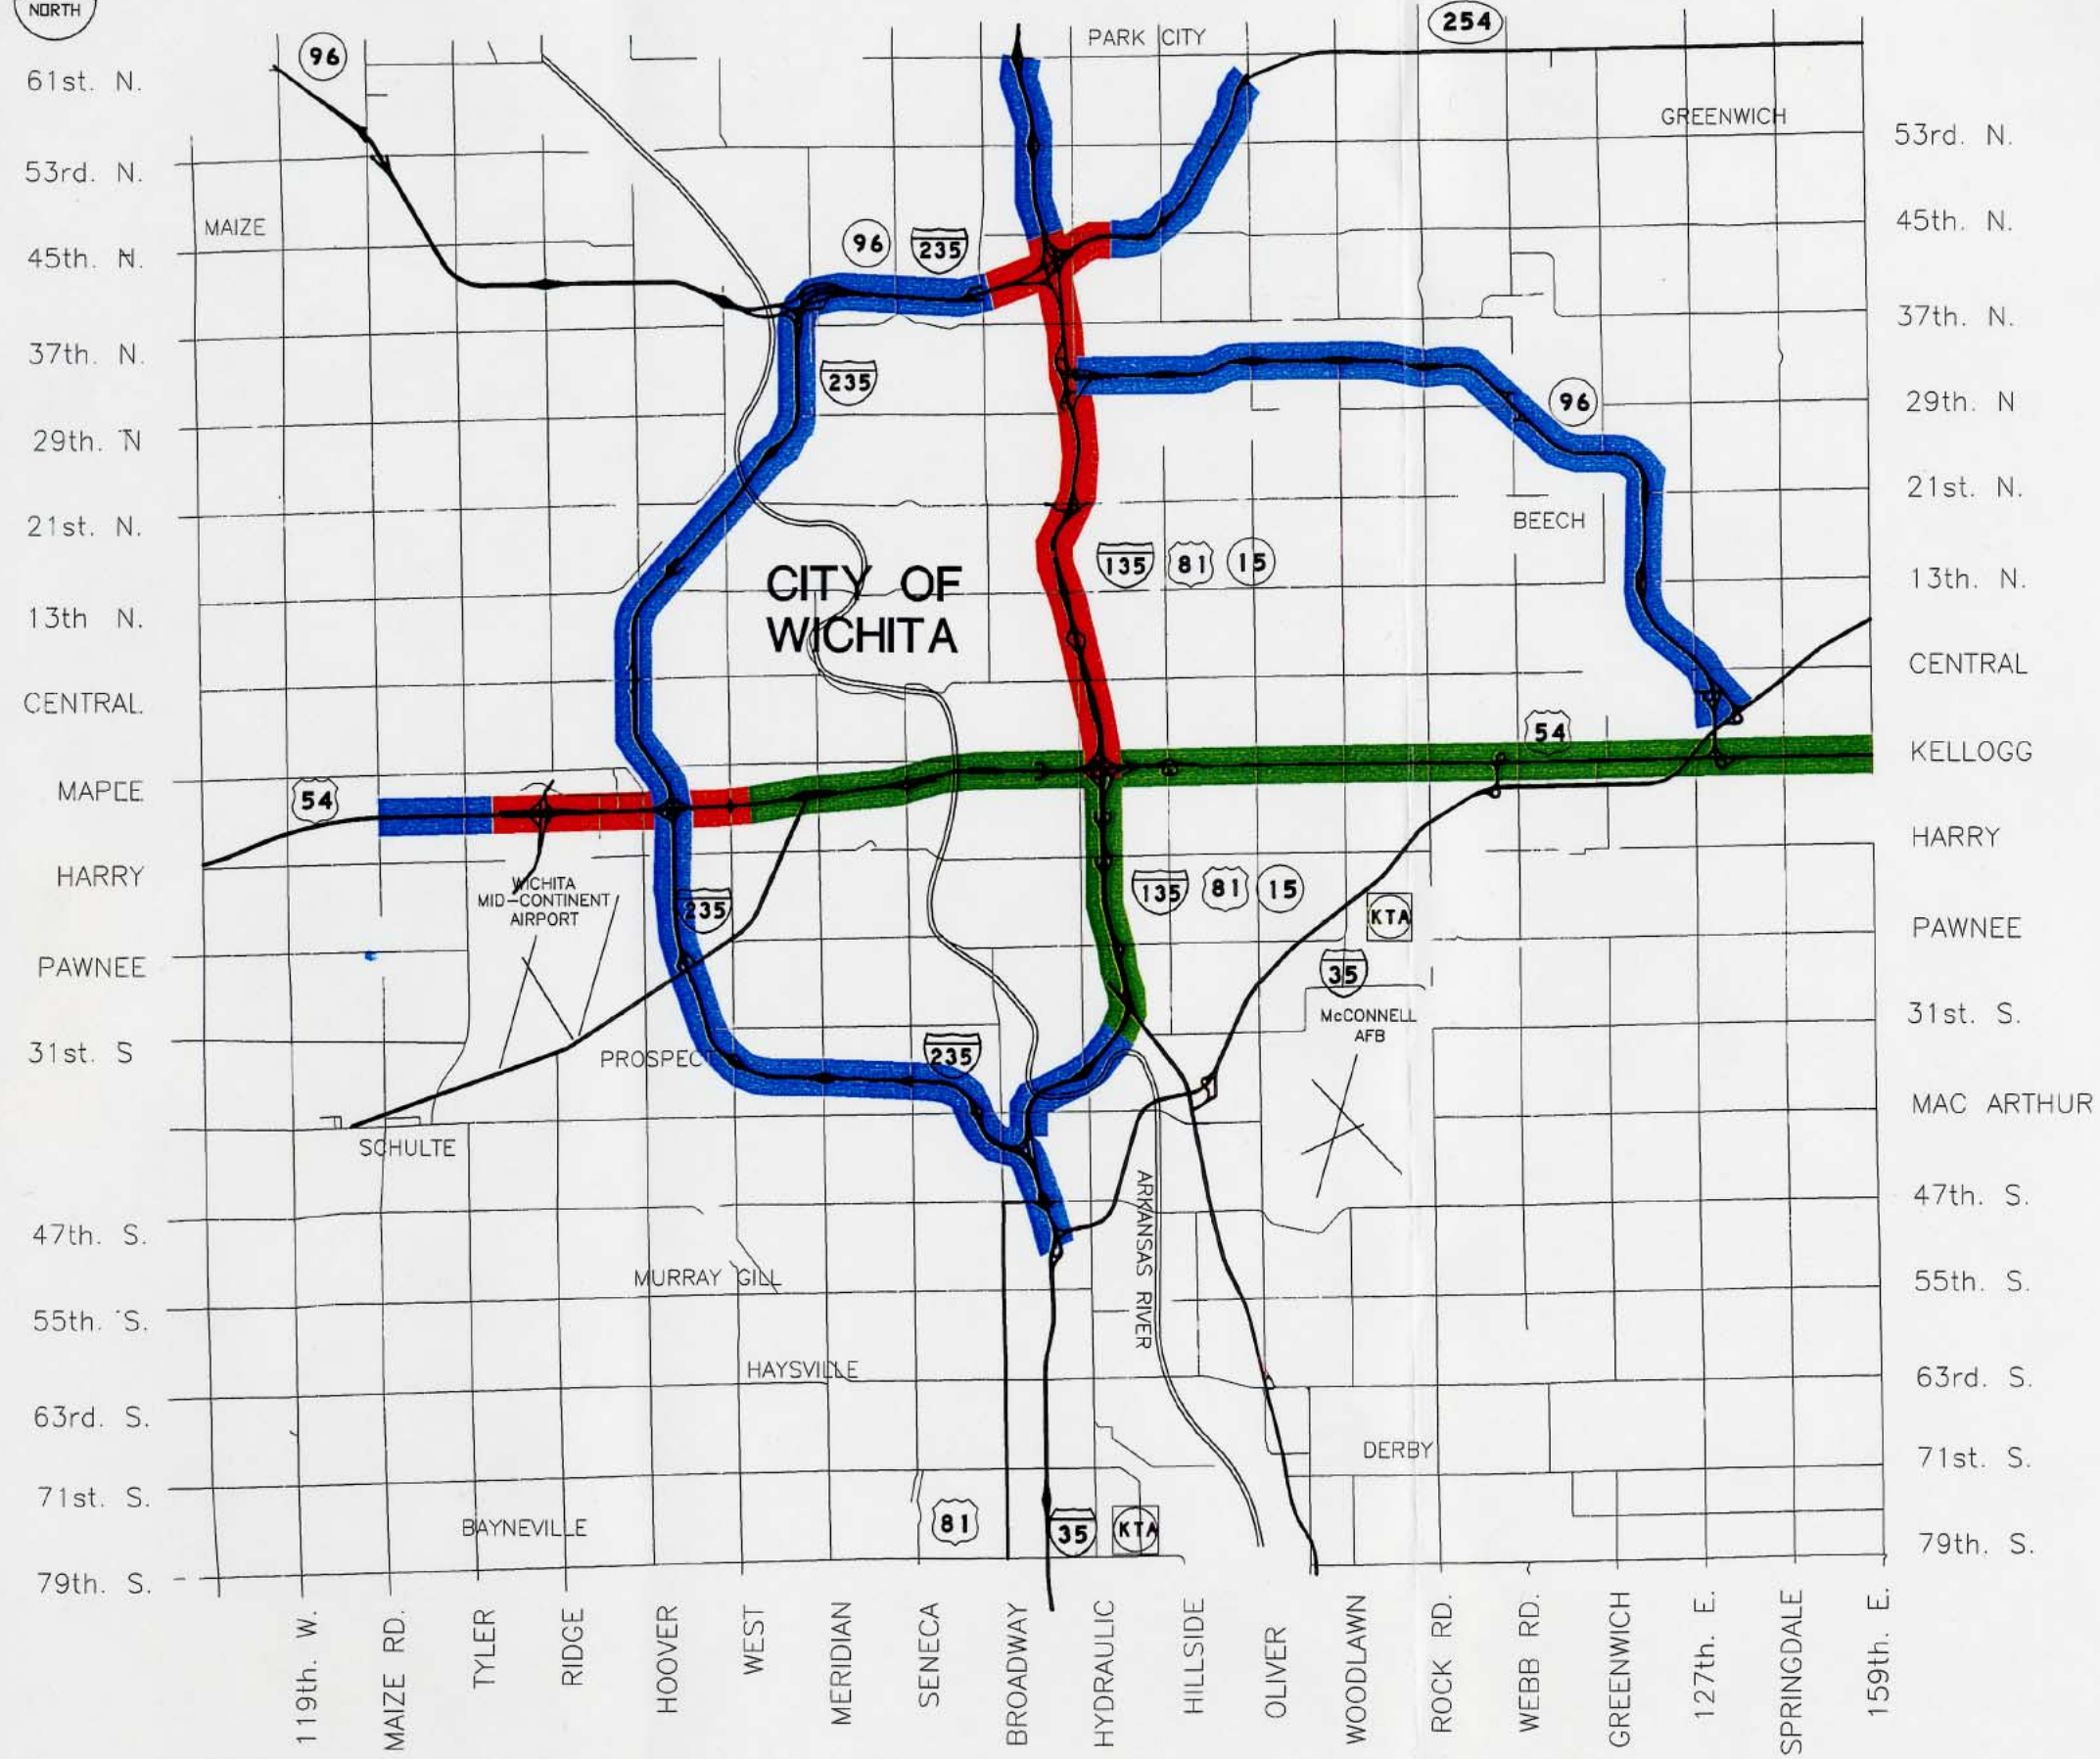 NORTH
96
PARK CITY
254
61st. N.
GREENWICH
53rd. N.
53rd. N.
MAIZE
45th. N.
96
235
45th. N.
37th. N.
37th. N.
235
96
29th. N
29th. N
21st. N.
BEECH
21st. N.
CITY OF
WICHITA
135 81 15
13th. N.
13th N.
CENTRAL
CENTRAL
54
KELLOGG
MAPLE
54
HARRY
HARRY
WICHITA
MID-CONTINENT
AIRPORT
235
135 81 15
KTA
PAWNEE
PAWNEE
35
McCONNELL
AFB
31st. S.
31st. S
PROSPECT
235
MAC ARTHUR
SCHULTE
ARKANSAS RIVER
47th. S.
47th. S.
MURRAY GILL
55th. S.
55th. S.
HAYSVILLE
63rd. S.
63rd. S.
DERBY
71st. S.
71st. S.
BAYNEVILLE
81
35
KTA
79th. S.
79th. S.
119th. W.
MAIZE RD.
TYLER
RIDGE
HOOVER
WEST
MERIDIAN
SENECA
BROADWAY
HYDRAULIC
HILLSIDE
OLIVER
WOODLAWN
ROCK RD.
WEBB RD.
GREENWICH
127th. E.
SPRINGDALE
159th. E.